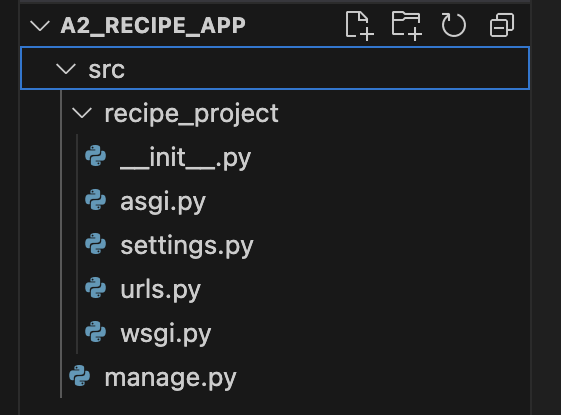 A2_RECIPE_APP
src
recipe_project
__init__.py
asgi.py
settings.py
urls.py
wsgi.py
manage.py